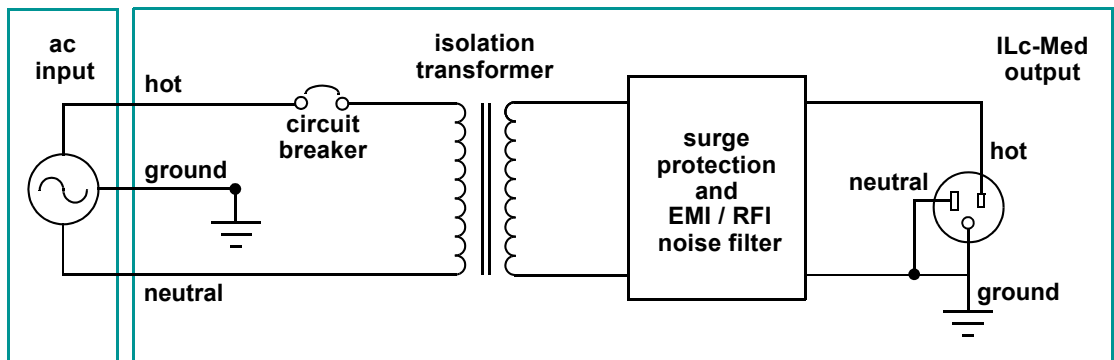 ac
input
hot
ground
neutral
circuit
breaker
isolation
transformer
surge
protection
and
EMI / RFI
noise filter
ILc-Med
output
hot
neutral
ground